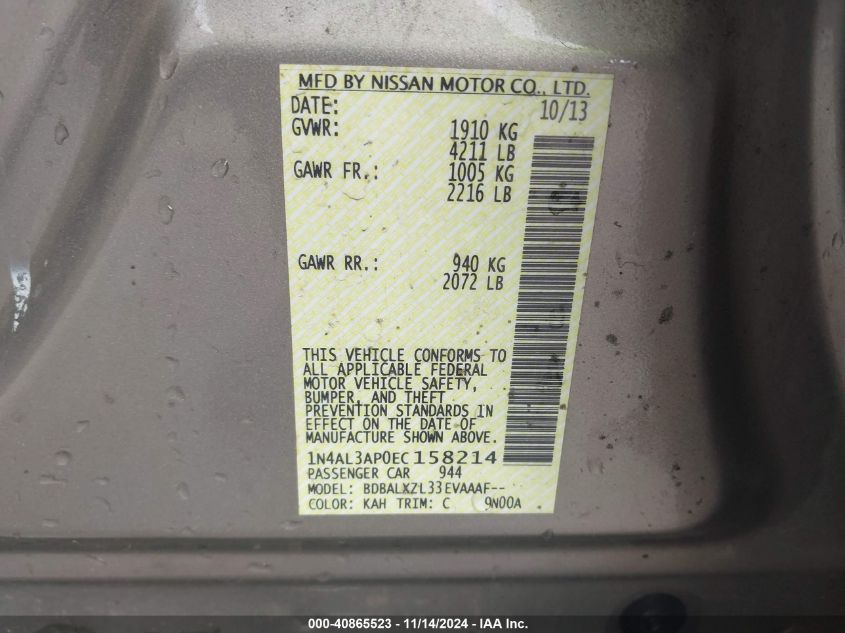 MFD BY NISSAN MOTOR CO., LTD.
DATE: 10/13
GVWR: 1910 KG
4211 LB
GAWR FR.: 1005 KG
2216 LB
GAWR RR.: 940 KG
2072 LB
THIS VEHICLE CONFORMS TO
ALL APPLICABLE FEDERAL
MOTOR VEHICLE SAFETY,
BUMPER, AND THEFT
PREVENTION STANDARDS IN
EFFECT ON THE DATE OF
MANUFACTURE SHOWN ABOVE.
1N4AL3AP0EC158214
PASSENGER CAR 944
MODEL: BDBALXZL33EVAAAF--
COLOR: KAH TRIM: C 9N00A
000-40865523 - 11/14/2024 - IAA Inc.